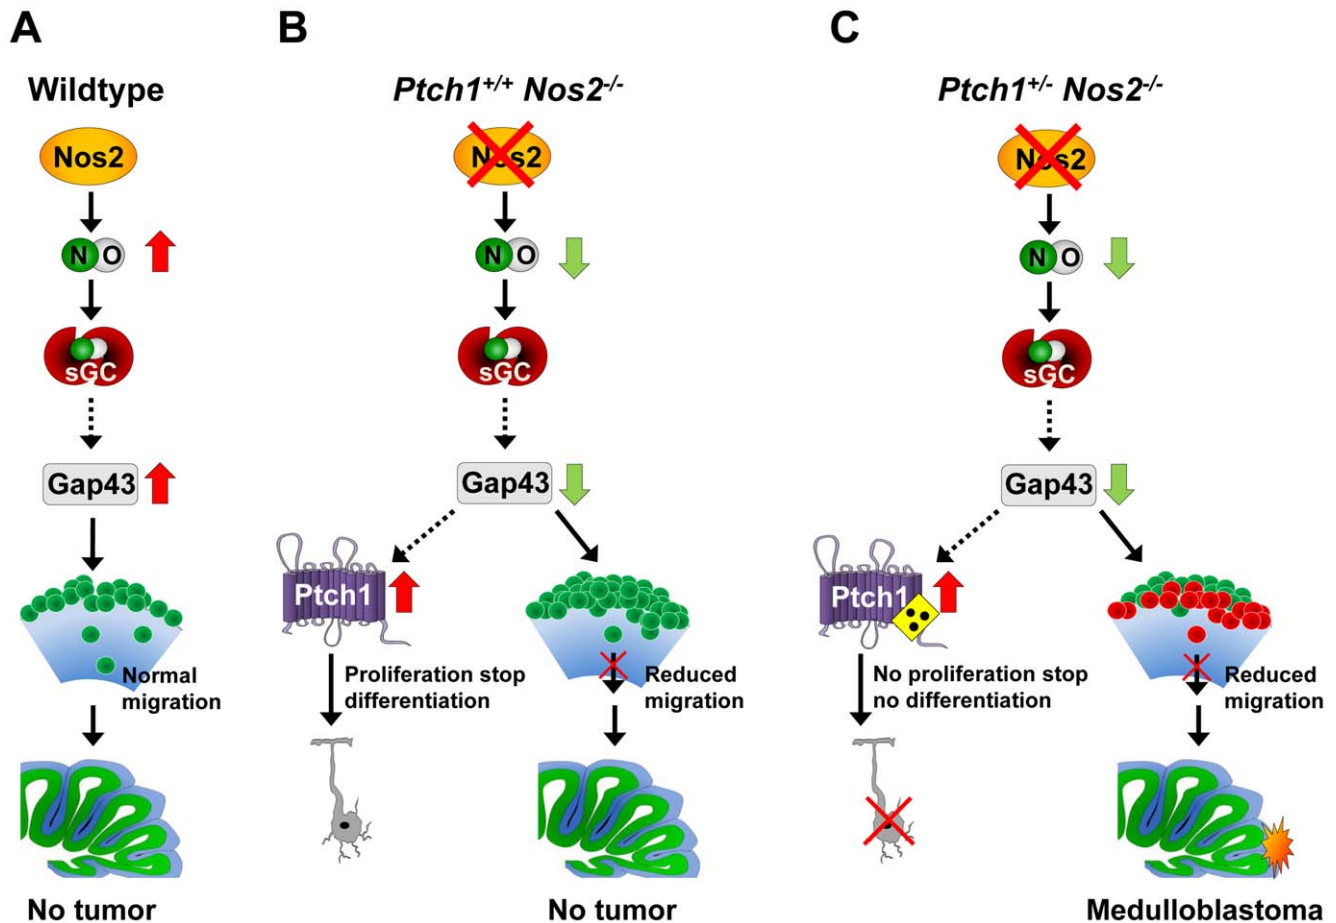 A
Wildtype
Nos2
N O
sGC
Gap43
Normal
migration
No tumor
B
Ptch1+/+ Nos2-/-
Nos2
N O
sGC
Gap43
Ptch1
Proliferation stop
differentiation
Reduced
migration
No tumor
C
Ptch1+/- Nos2-/-
Nos2
N O
sGC
Gap43
Ptch1
No proliferation stop
no differentiation
Reduced
migration
Medulloblastoma